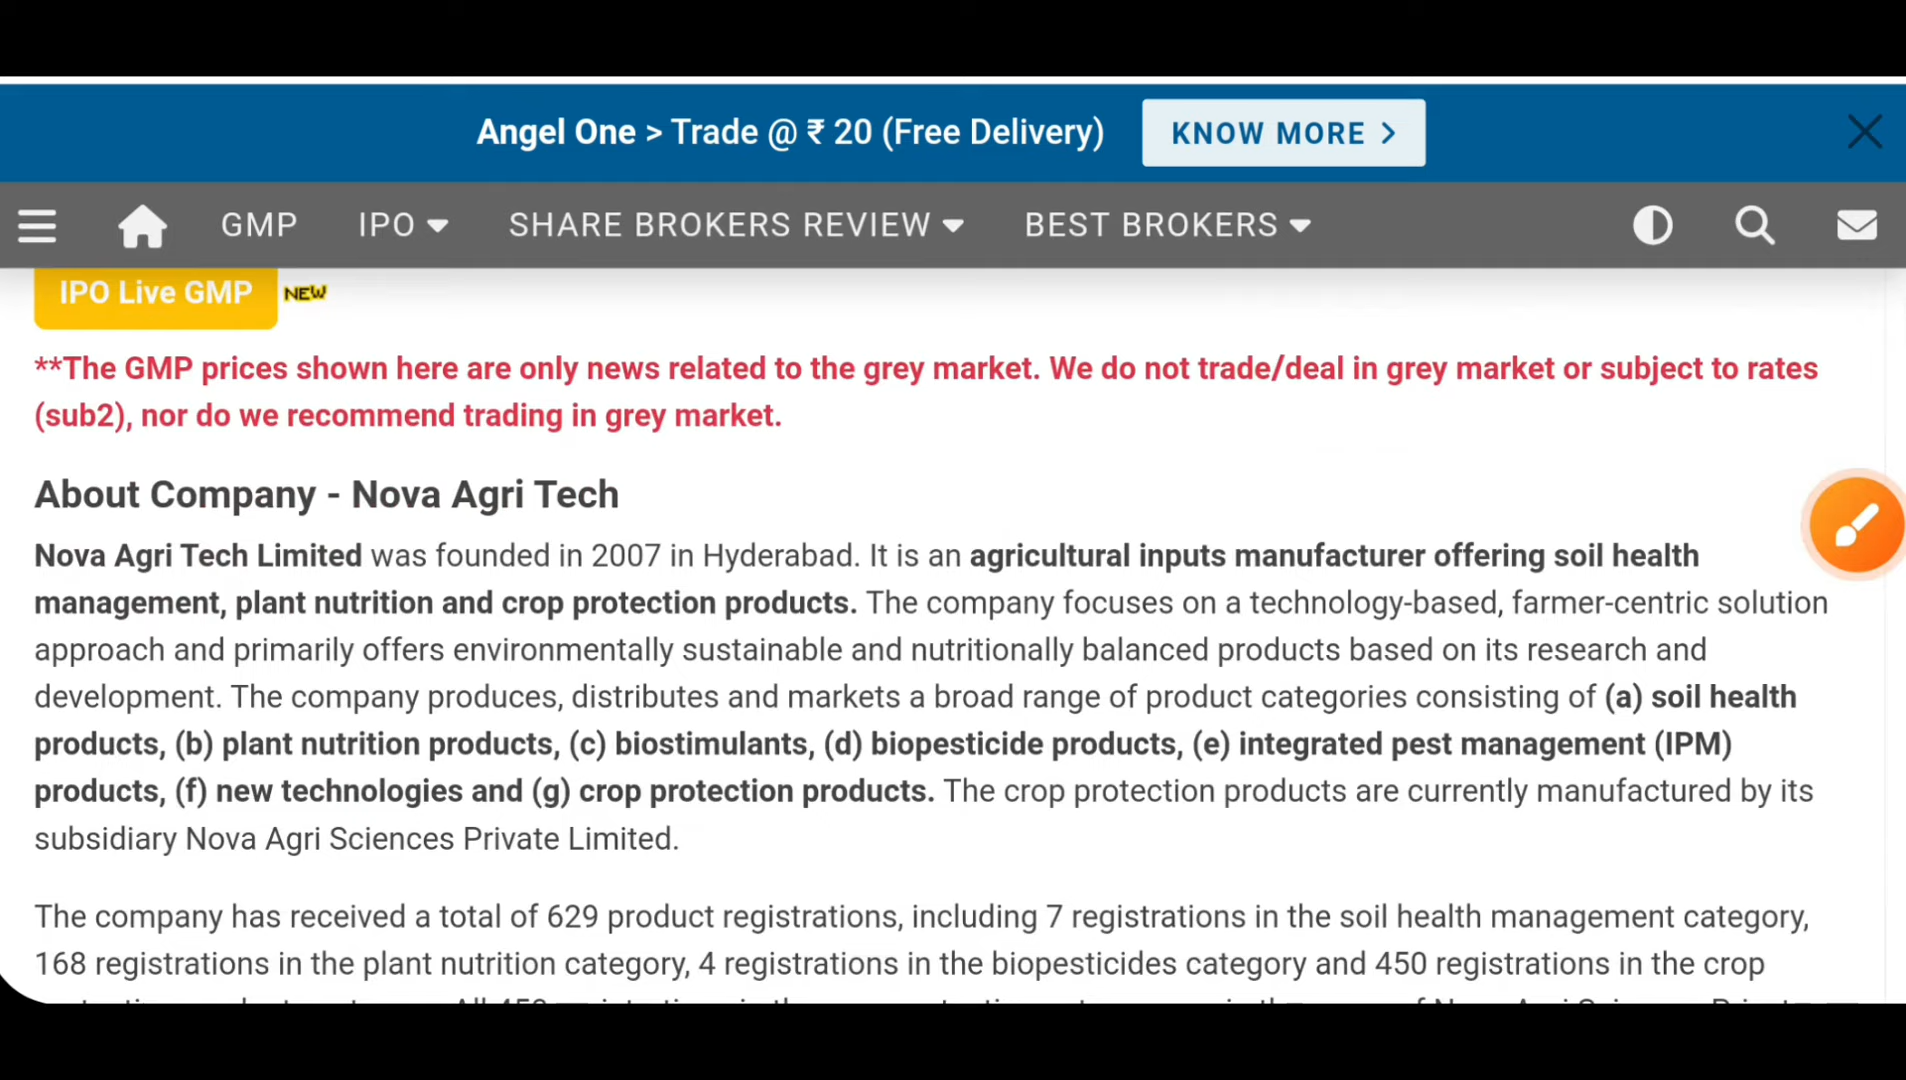 Angel One > Trade @ ₹ 20 (Free Delivery) KNOW MORE >
GMP IPO SHARE BROKERS REVIEW BEST BROKERS
IPO Live GMP NEW
**The GMP prices shown here are only news related to the grey market. We do not trade/deal in grey market or subject to rates
(sub2), nor do we recommend trading in grey market.
About Company - Nova Agri Tech
Nova Agri Tech Limited was founded in 2007 in Hyderabad. It is an agricultural inputs manufacturer offering soil health
management, plant nutrition and crop protection products. The company focuses on a technology-based, farmer-centric solution
approach and primarily offers environmentally sustainable and nutritionally balanced products based on its research and
development. The company produces, distributes and markets a broad range of product categories consisting of (a) soil health
products, (b) plant nutrition products, (c) biostimulants, (d) biopesticide products, (e) integrated pest management (IPM)
products, (f) new technologies and (g) crop protection products. The crop protection products are currently manufactured by its
subsidiary Nova Agri Sciences Private Limited.
The company has received a total of 629 product registrations, including 7 registrations in the soil health management category,
168 registrations in the plant nutrition category, 4 registrations in the biopesticides category and 450 registrations in the crop